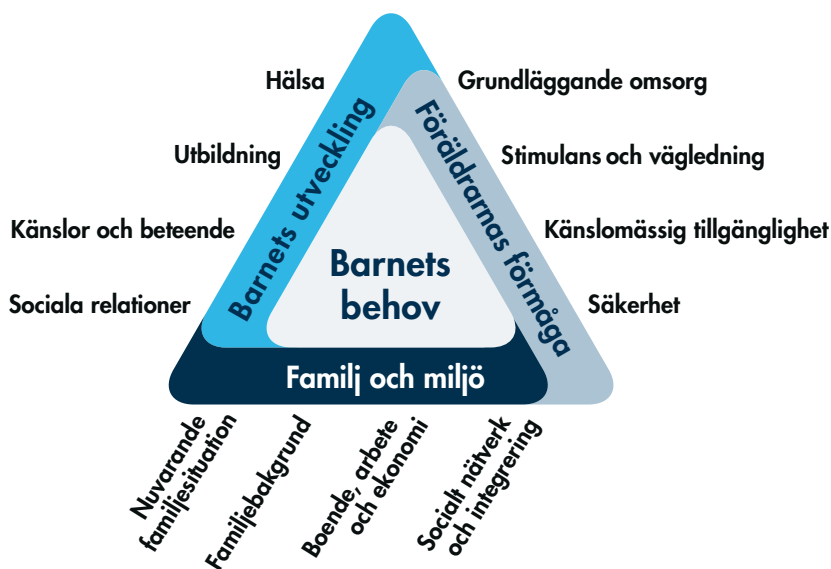 Hälsa
Grundläggande omsorg
Utbildning
Stimulans och vägledning
Känslor och beteende
Känslomässig tillgänglighet
Sociala relationer
Säkerhet
Barnets utveckling
Föräldrarnas förmåga
Barnets
behov
Familj och miljö
Nuvarande
familjesituation
Familjebakgrund
Boende, arbete
och ekonomi
Socialt nätverk
och integrering